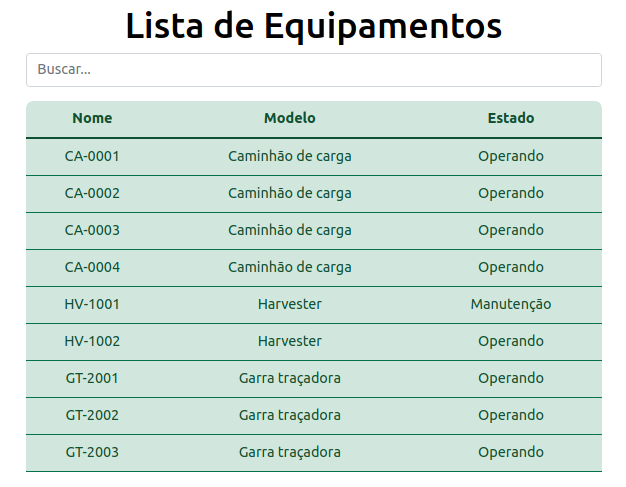 Lista de Equipamentos
Buscar...
Nome Modelo Estado
CA-0001 Caminhão de carga Operando
CA-0002 Caminhão de carga Operando
CA-0003 Caminhão de carga Operando
CA-0004 Caminhão de carga Operando
HV-1001 Harvester Manutenção
HV-1002 Harvester Operando
GT-2001 Garra traçadora Operando
GT-2002 Garra traçadora Operando
GT-2003 Garra traçadora Operando